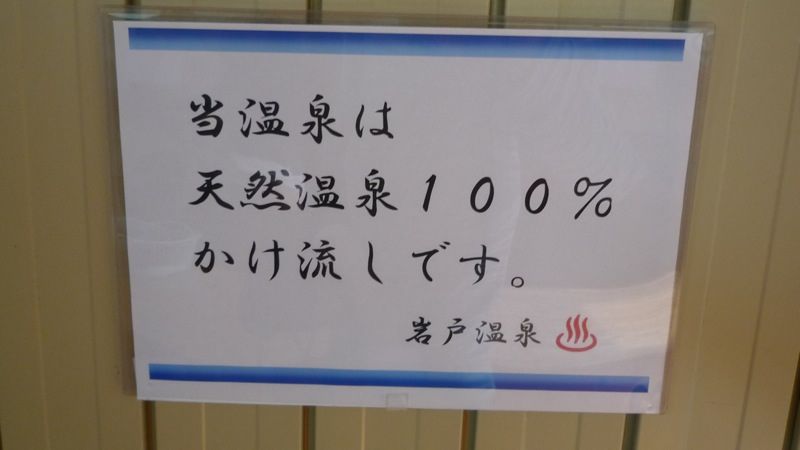 当温泉は
天然温泉１００％
かけ流しです。
岩戸温泉♨